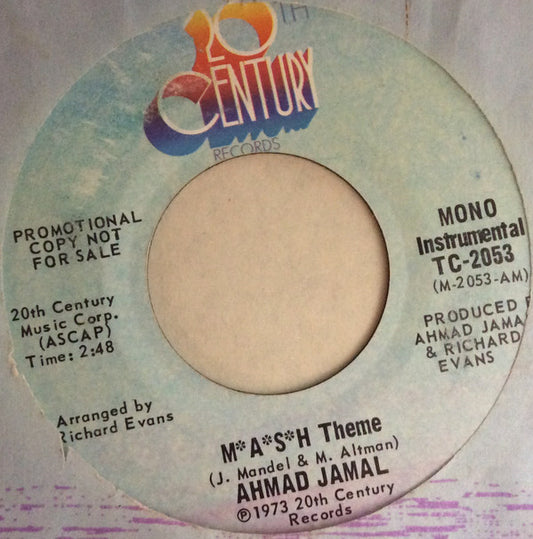 20TH
CENTURY
RECORDS
PROMOTIONAL
COPY NOT
FOR SALE
20th Century
Music Corp.
(ASCAP)
Time: 2:48
Arranged by
Richard Evans
MONO
Instrumental
TC-2053
(M-2053-AM)
PRODUCED
AHMAD JAMA
& RICHARD
EVANS
M*A*S*H Theme
(J. Mandel & M. Altman)
AHMAD JAMAL
℗ 1973 20th Century
Records